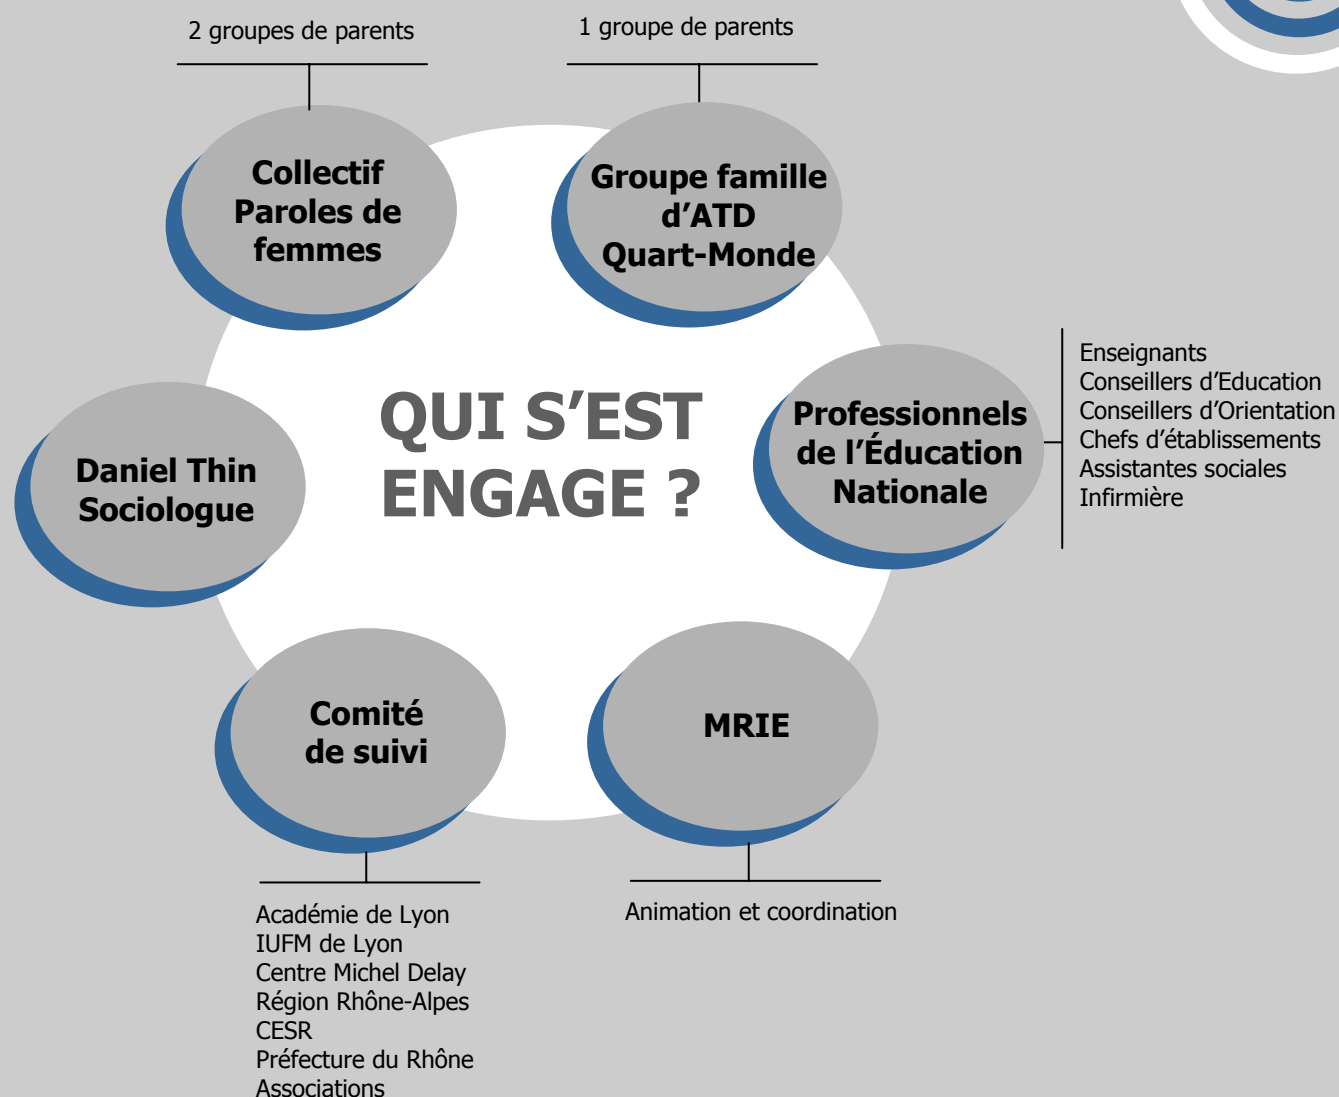 2 groupes de parents
1 groupe de parents
Collectif
Paroles de
femmes
Groupe famille
d’ATD
Quart-Monde
Professionnels
de l’Éducation
Nationale
Enseignants
Conseillers d’Education
Conseillers d’Orientation
Chefs d’établissements
Assistantes sociales
Infirmière
QUI S’EST
ENGAGE ?
Daniel Thin
Sociologue
Comité
de suivi
MRIE
Académie de Lyon
IUFM de Lyon
Centre Michel Delay
Région Rhône-Alpes
CESR
Préfecture du Rhône
Associations
Animation et coordination